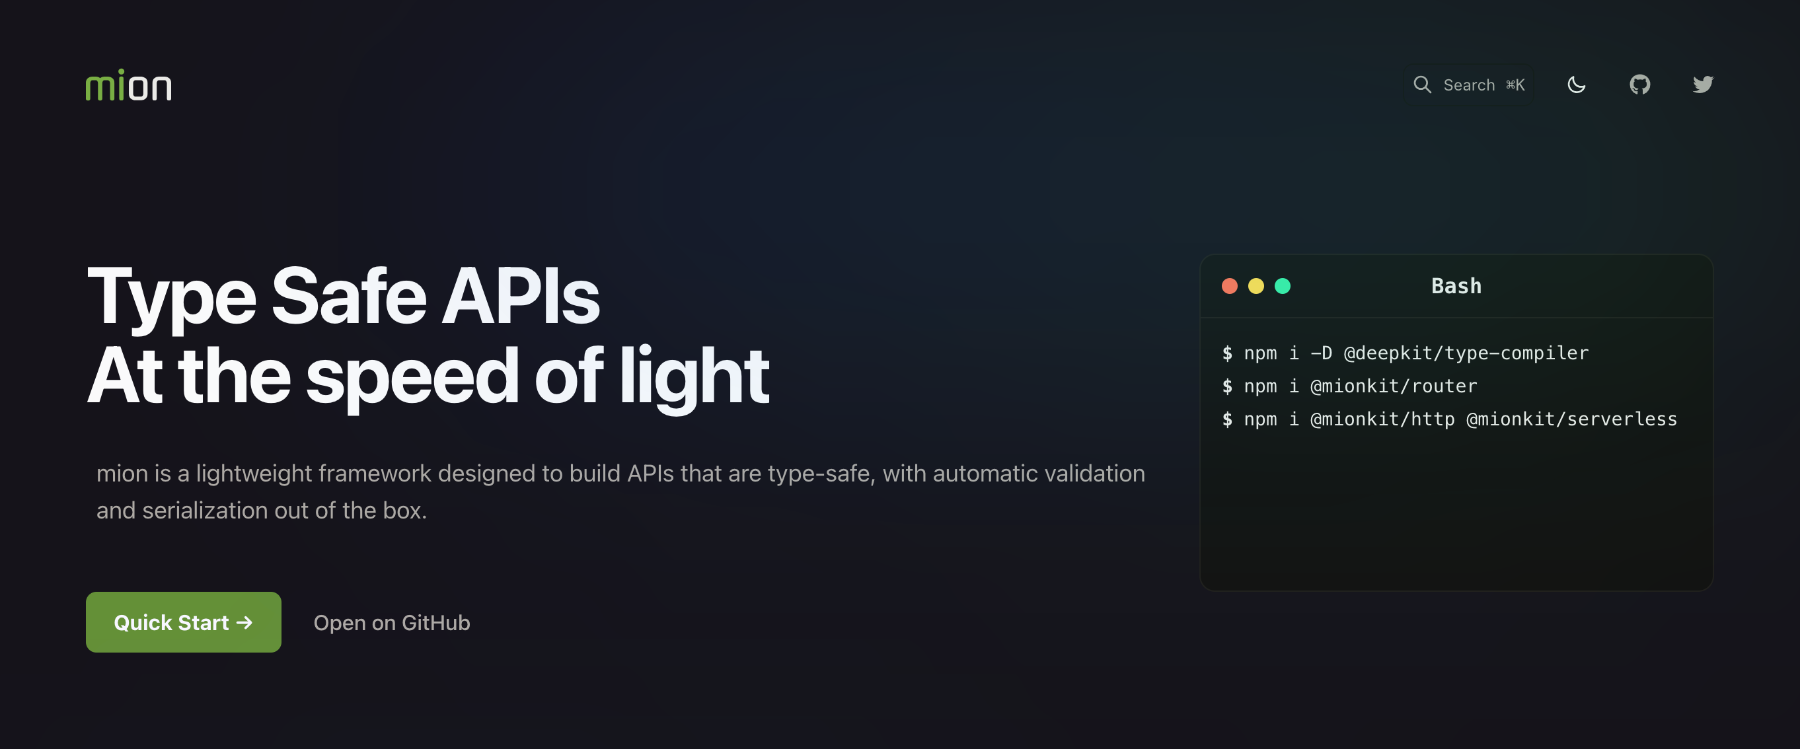 mion
Search ⌘K
Type Safe APIs
At the speed of light
mion is a lightweight framework designed to build APIs that are type-safe, with automatic validation
and serialization out of the box.
Quick Start →
Open on GitHub
Bash
$ npm i -D @deepkit/type-compiler
$ npm i @mionkit/router
$ npm i @mionkit/http @mionkit/serverless